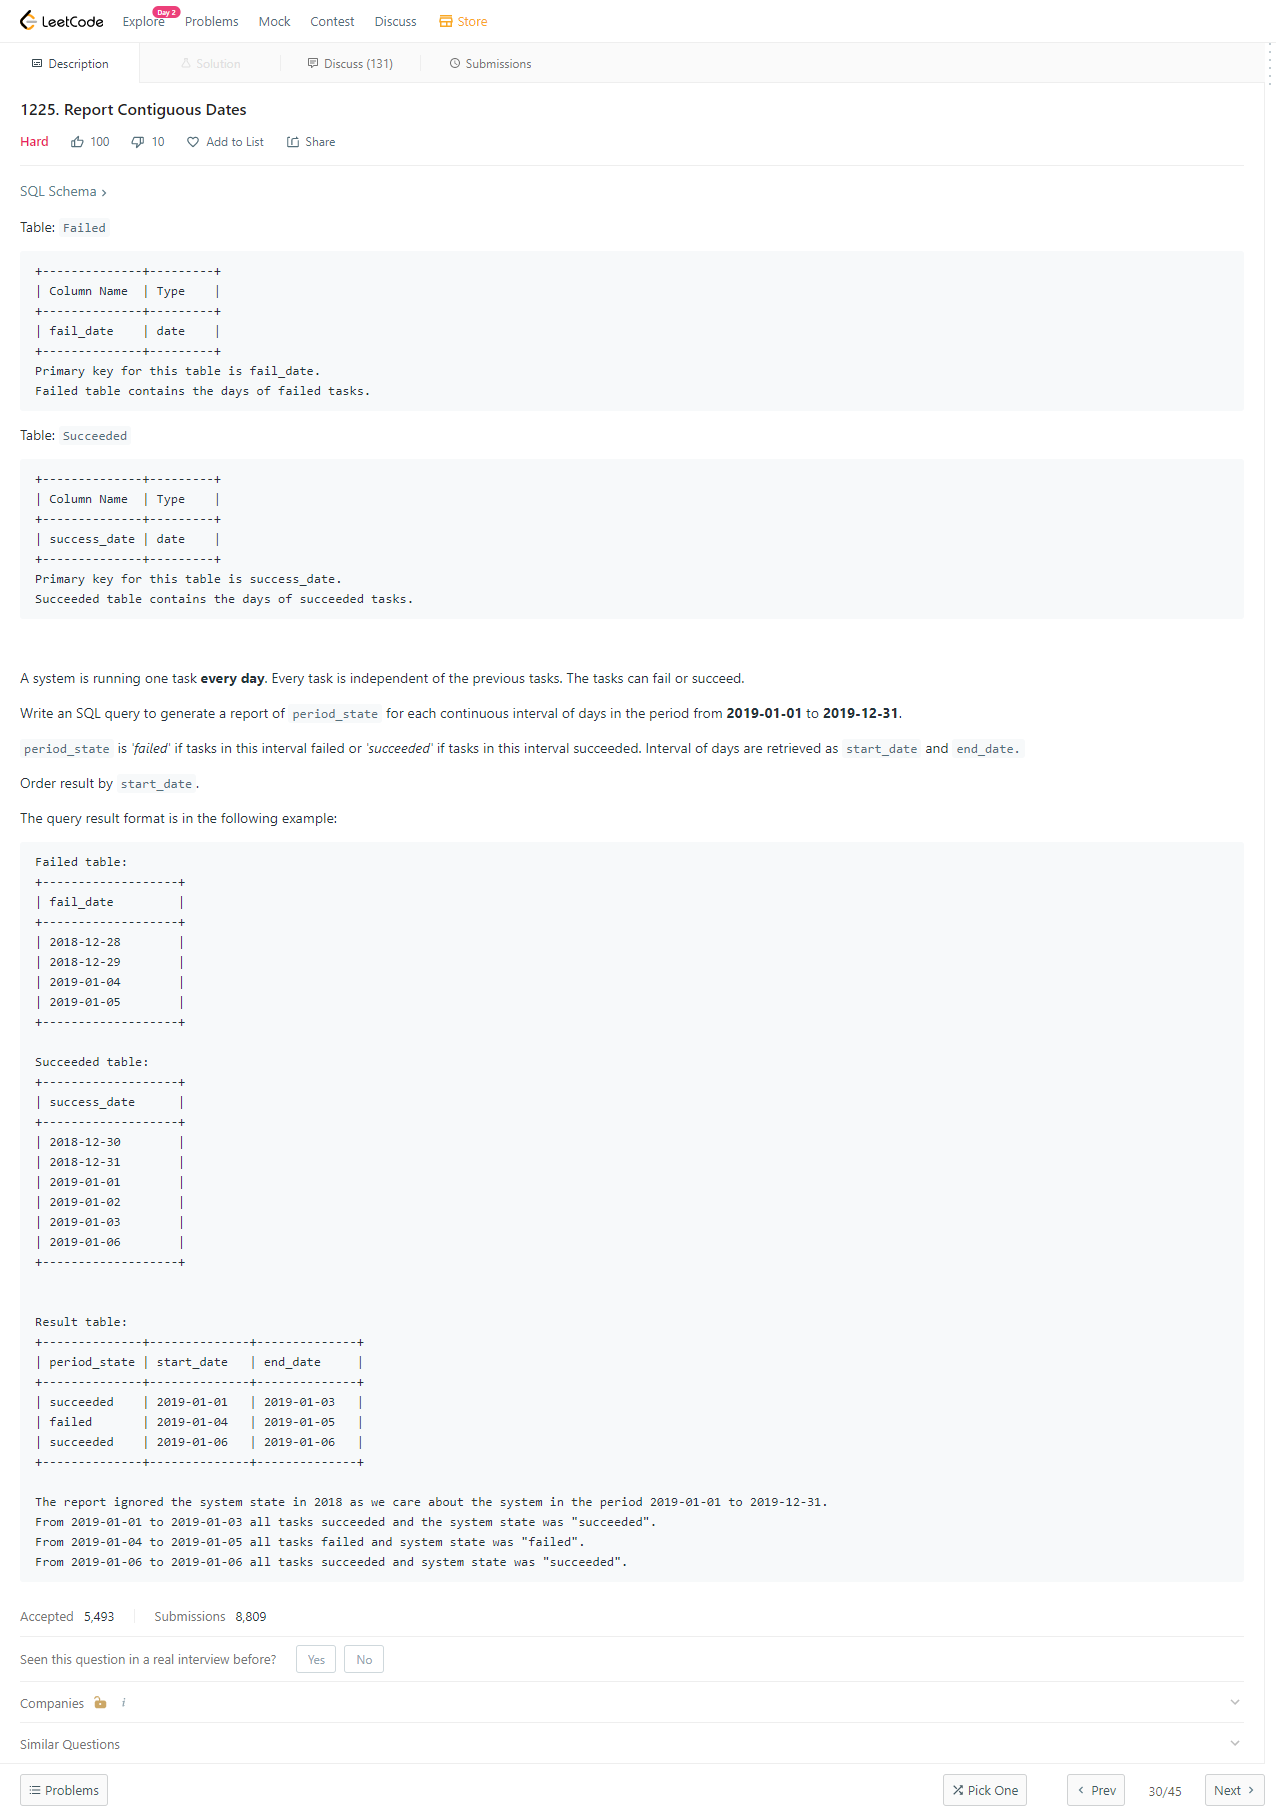 LeetCode Explore Day 2 Problems Mock Contest Discuss Store
Description Solution Discuss (131) Submissions
1225. Report Contiguous Dates
Hard 100 10 Add to List Share
SQL Schema >
Table: Failed
+--------------+---------+
| Column Name  | Type    |
+--------------+---------+
| fail_date    | date    |
+--------------+---------+
Primary key for this table is fail_date.
Failed table contains the days of failed tasks.
Table: Succeeded
+--------------+---------+
| Column Name  | Type    |
+--------------+---------+
| success_date | date    |
+--------------+---------+
Primary key for this table is success_date.
Succeeded table contains the days of succeeded tasks.
A system is running one task every day. Every task is independent of the previous tasks. The tasks can fail or succeed.
Write an SQL query to generate a report of period_state for each continuous interval of days in the period from 2019-01-01 to 2019-12-31.
period_state is 'failed' if tasks in this interval failed or 'succeeded' if tasks in this interval succeeded. Interval of days are retrieved as start_date and end_date.
Order result by start_date.
The query result format is in the following example:
Failed table:
+-------------------+
| fail_date         |
+-------------------+
| 2018-12-28        |
| 2018-12-29        |
| 2019-01-04        |
| 2019-01-05        |
+-------------------+
Succeeded table:
+-------------------+
| success_date      |
+-------------------+
| 2018-12-30        |
| 2018-12-31        |
| 2019-01-01        |
| 2019-01-02        |
| 2019-01-03        |
| 2019-01-06        |
+-------------------+
Result table:
+--------------+--------------+--------------+
| period_state | start_date   | end_date     |
+--------------+--------------+--------------+
| succeeded    | 2019-01-01   | 2019-01-03   |
| failed       | 2019-01-04   | 2019-01-05   |
| succeeded    | 2019-01-06   | 2019-01-06   |
+--------------+--------------+--------------+
The report ignored the system state in 2018 as we care about the system in the period 2019-01-01 to 2019-12-31.
From 2019-01-01 to 2019-01-03 all tasks succeeded and the system state was "succeeded".
From 2019-01-04 to 2019-01-05 all tasks failed and system state was "failed".
From 2019-01-06 to 2019-01-06 all tasks succeeded and system state was "succeeded".
Accepted 5,493 Submissions 8,809
Seen this question in a real interview before? Yes No
Companies i
Similar Questions
Problems Pick One < Prev 30/45 Next >